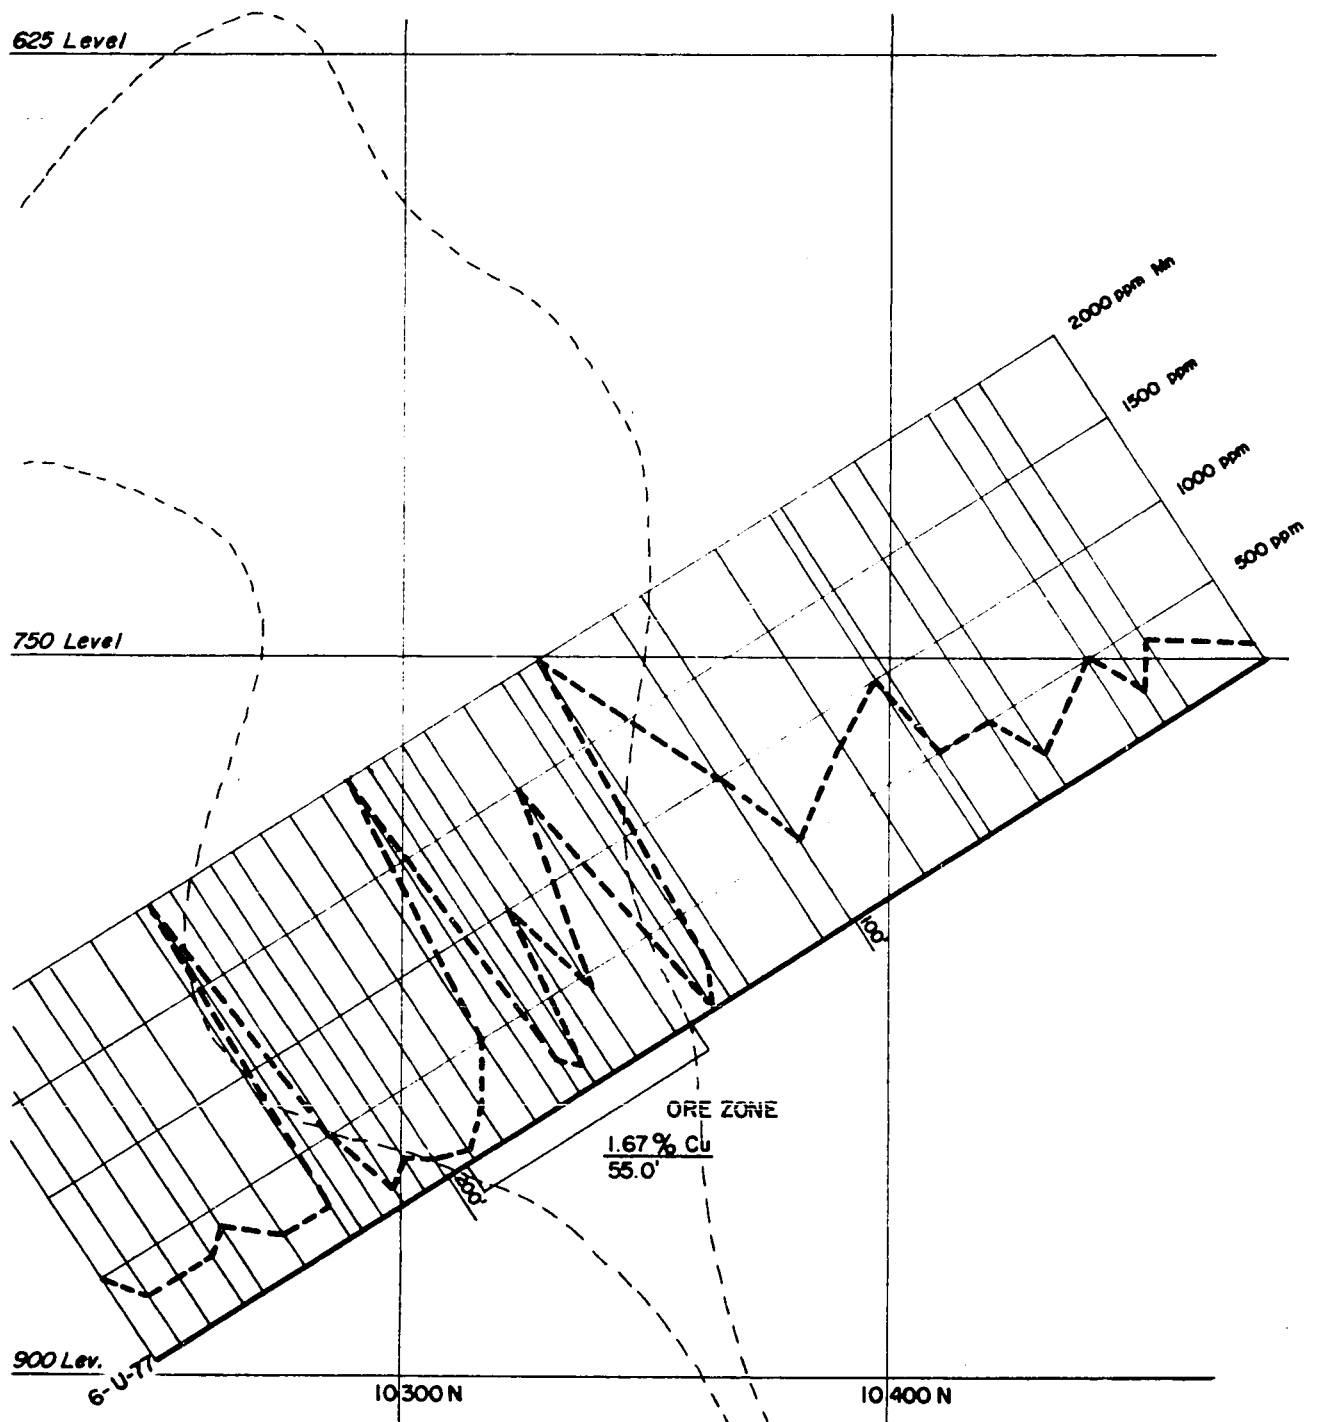 625 Level
2000 ppm Mn
1500 ppm
1000 ppm
500 ppm
750 Level
100'
ORE ZONE
1.67% Cu
55.0'
200'
900 Lev.
6-U-77
10300 N
10400 N